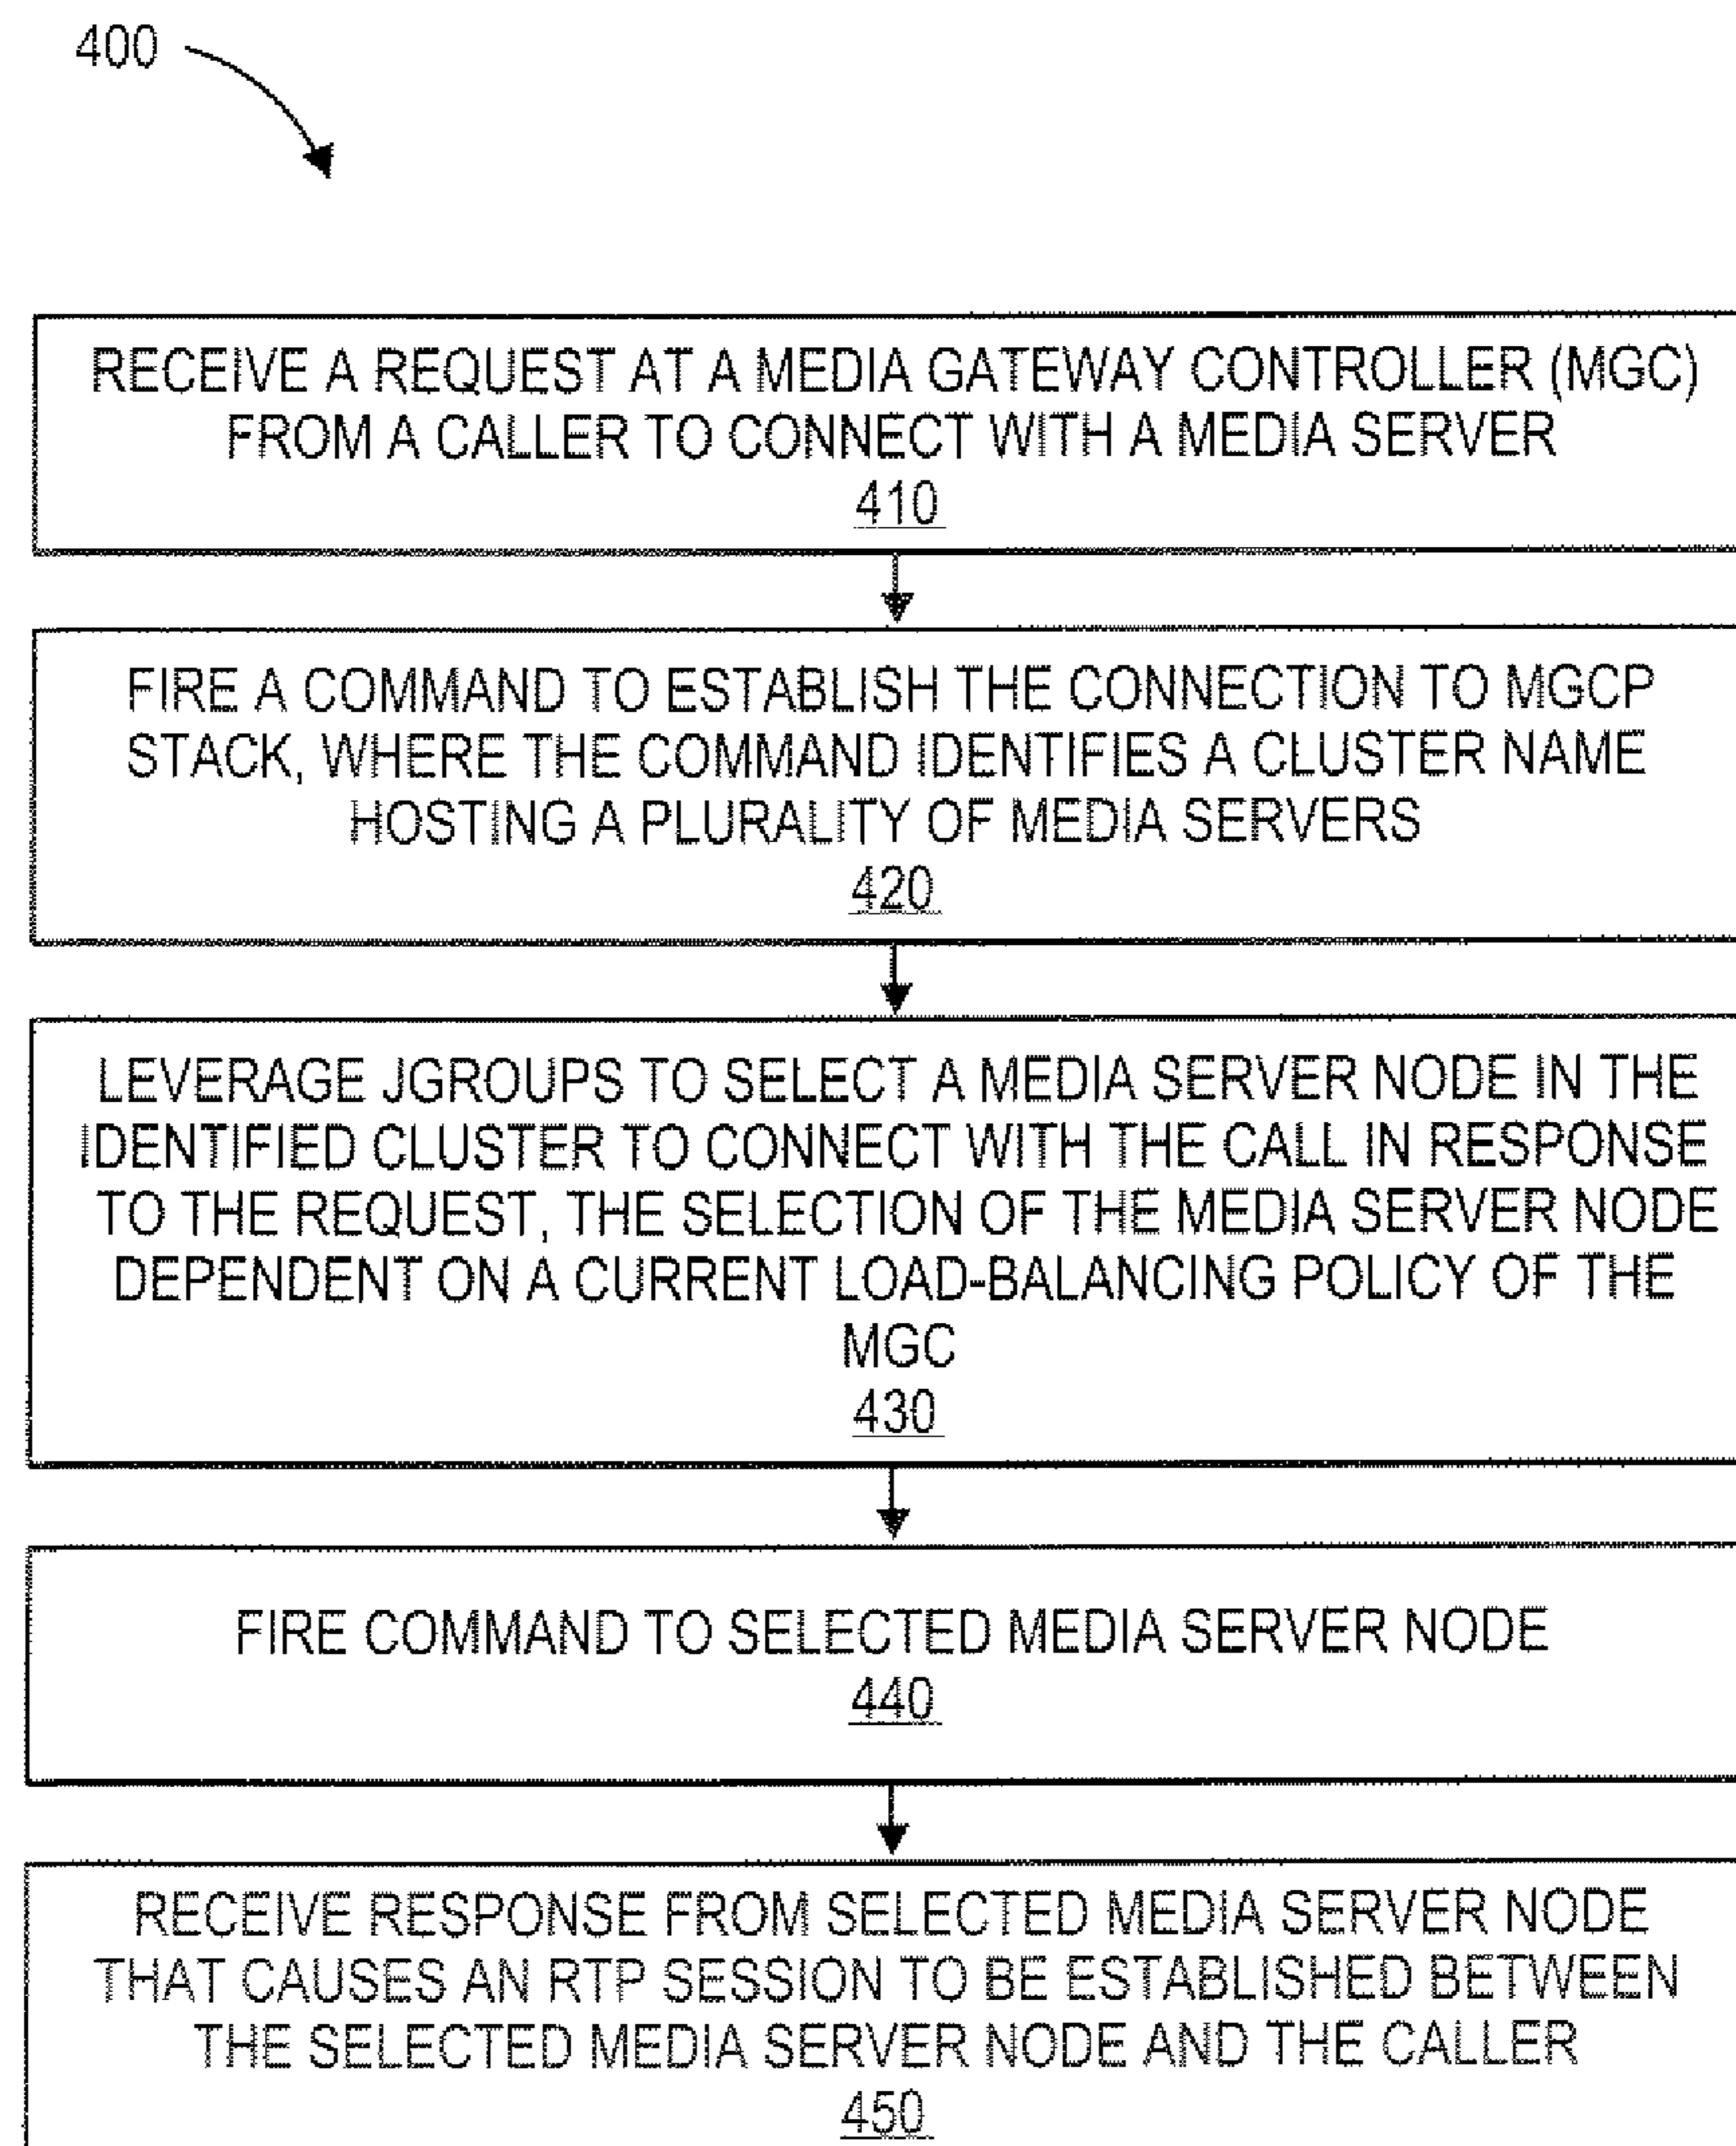 400
RECEIVE A REQUEST AT A MEDIA GATEWAY CONTROLLER (MGC)
FROM A CALLER TO CONNECT WITH A MEDIA SERVER
410
FIRE A COMMAND TO ESTABLISH THE CONNECTION TO MGCP
STACK, WHERE THE COMMAND IDENTIFIES A CLUSTER NAME
HOSTING A PLURALITY OF MEDIA SERVERS
420
LEVERAGE JGROUPS TO SELECT A MEDIA SERVER NODE IN THE
IDENTIFIED CLUSTER TO CONNECT WITH THE CALL IN RESPONSE
TO THE REQUEST, THE SELECTION OF THE MEDIA SERVER NODE
DEPENDENT ON A CURRENT LOAD-BALANCING POLICY OF THE
MGC
430
FIRE COMMAND TO SELECTED MEDIA SERVER NODE
440
RECEIVE RESPONSE FROM SELECTED MEDIA SERVER NODE
THAT CAUSES AN RTP SESSION TO BE ESTABLISHED BETWEEN
THE SELECTED MEDIA SERVER NODE AND THE CALLER
450